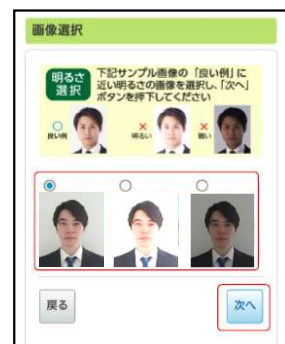 画像選択
明るさ
選択
下記サンプル画像の「良い例」に
近い明るさの画像を選択し、「次へ」
ボタンを押下してください
○
良い例
×
明るい
×
暗い
戻る
次へ